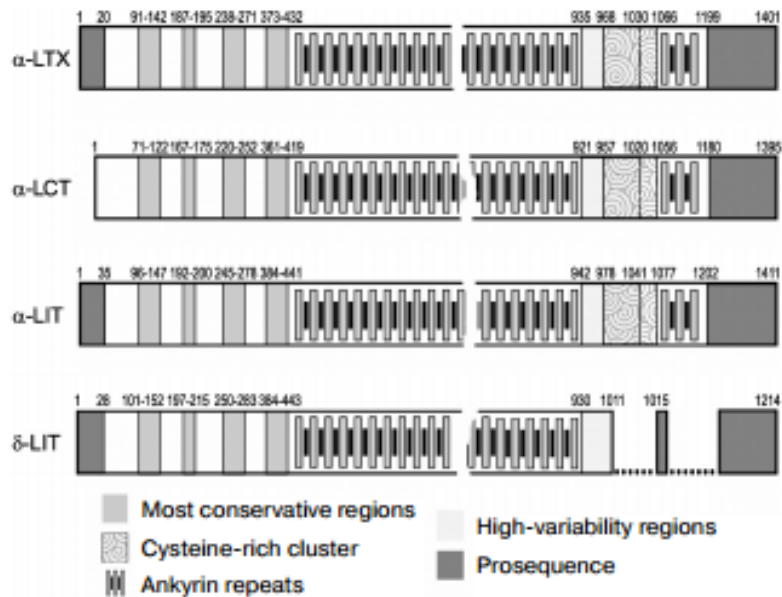 1 20 91-142 187-195 238-271 373-432 935 968 1030 1066 1199 1401
α-LTX
1 71-122 167-175 220-252 361-419 921 957 1020 1056 1180 1395
α-LCT
1 35 96-147 192-200 245-278 384-441 942 978 1041 1077 1202 1411
α-LIT
1 28 101-152 197-215 250-283 384-443 930 1011 1015 1214
δ-LIT
Most conservative regions
High-variability regions
Cysteine-rich cluster
Prosequence
Ankyrin repeats